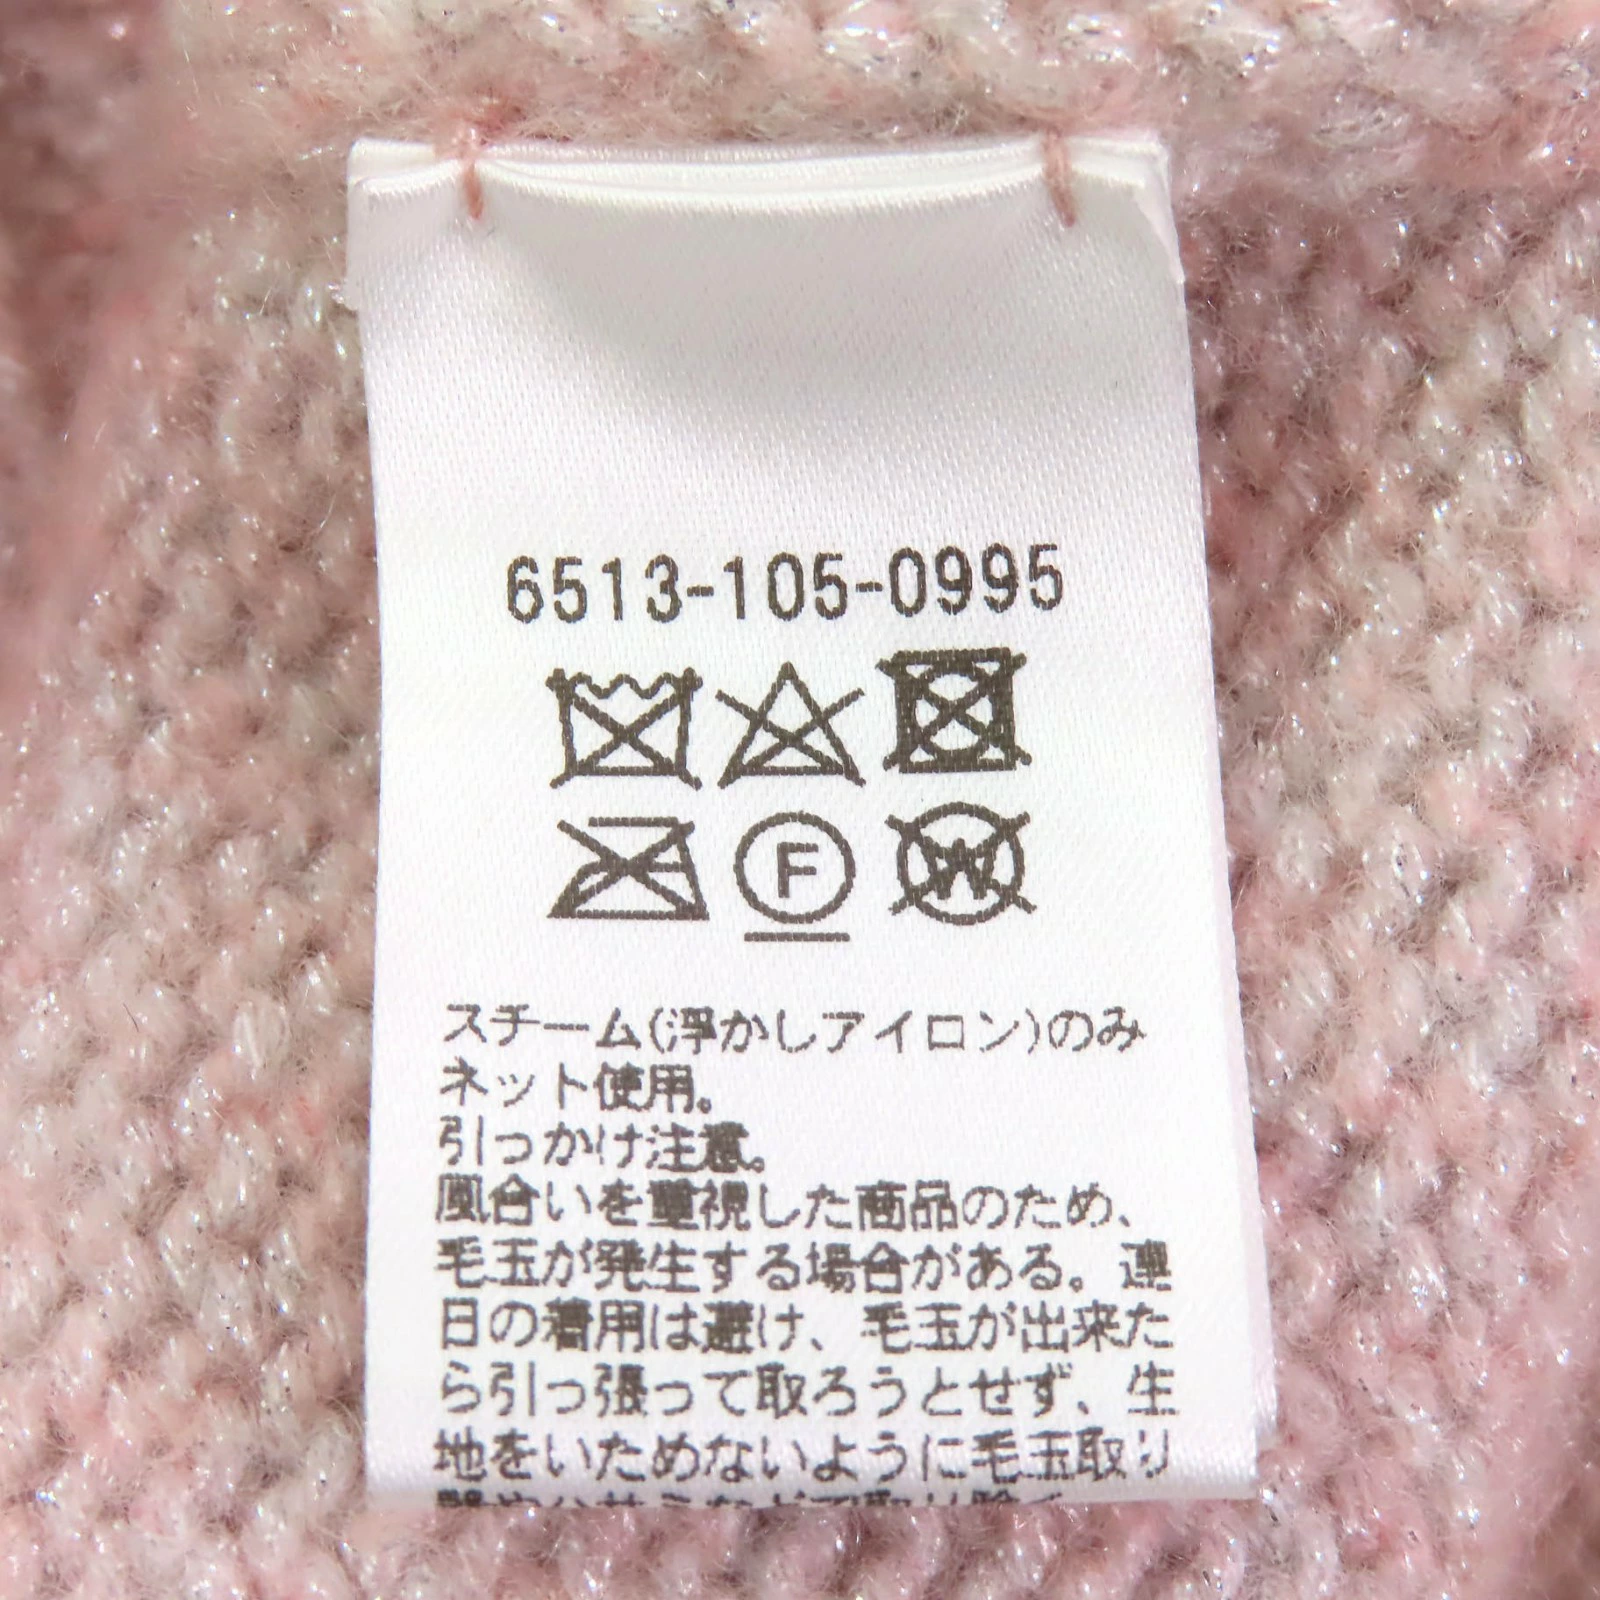 6513-105-0995
F W
スチーム(浮かしアイロン)のみ
ネット使用。
引っかけ注意。
風合いを重視した商品のため、
毛玉が発生する場合がある。連
日の着用は避け、毛玉が出来た
ら引っ張って取ろうとせず、生
地をいためないように毛玉取り